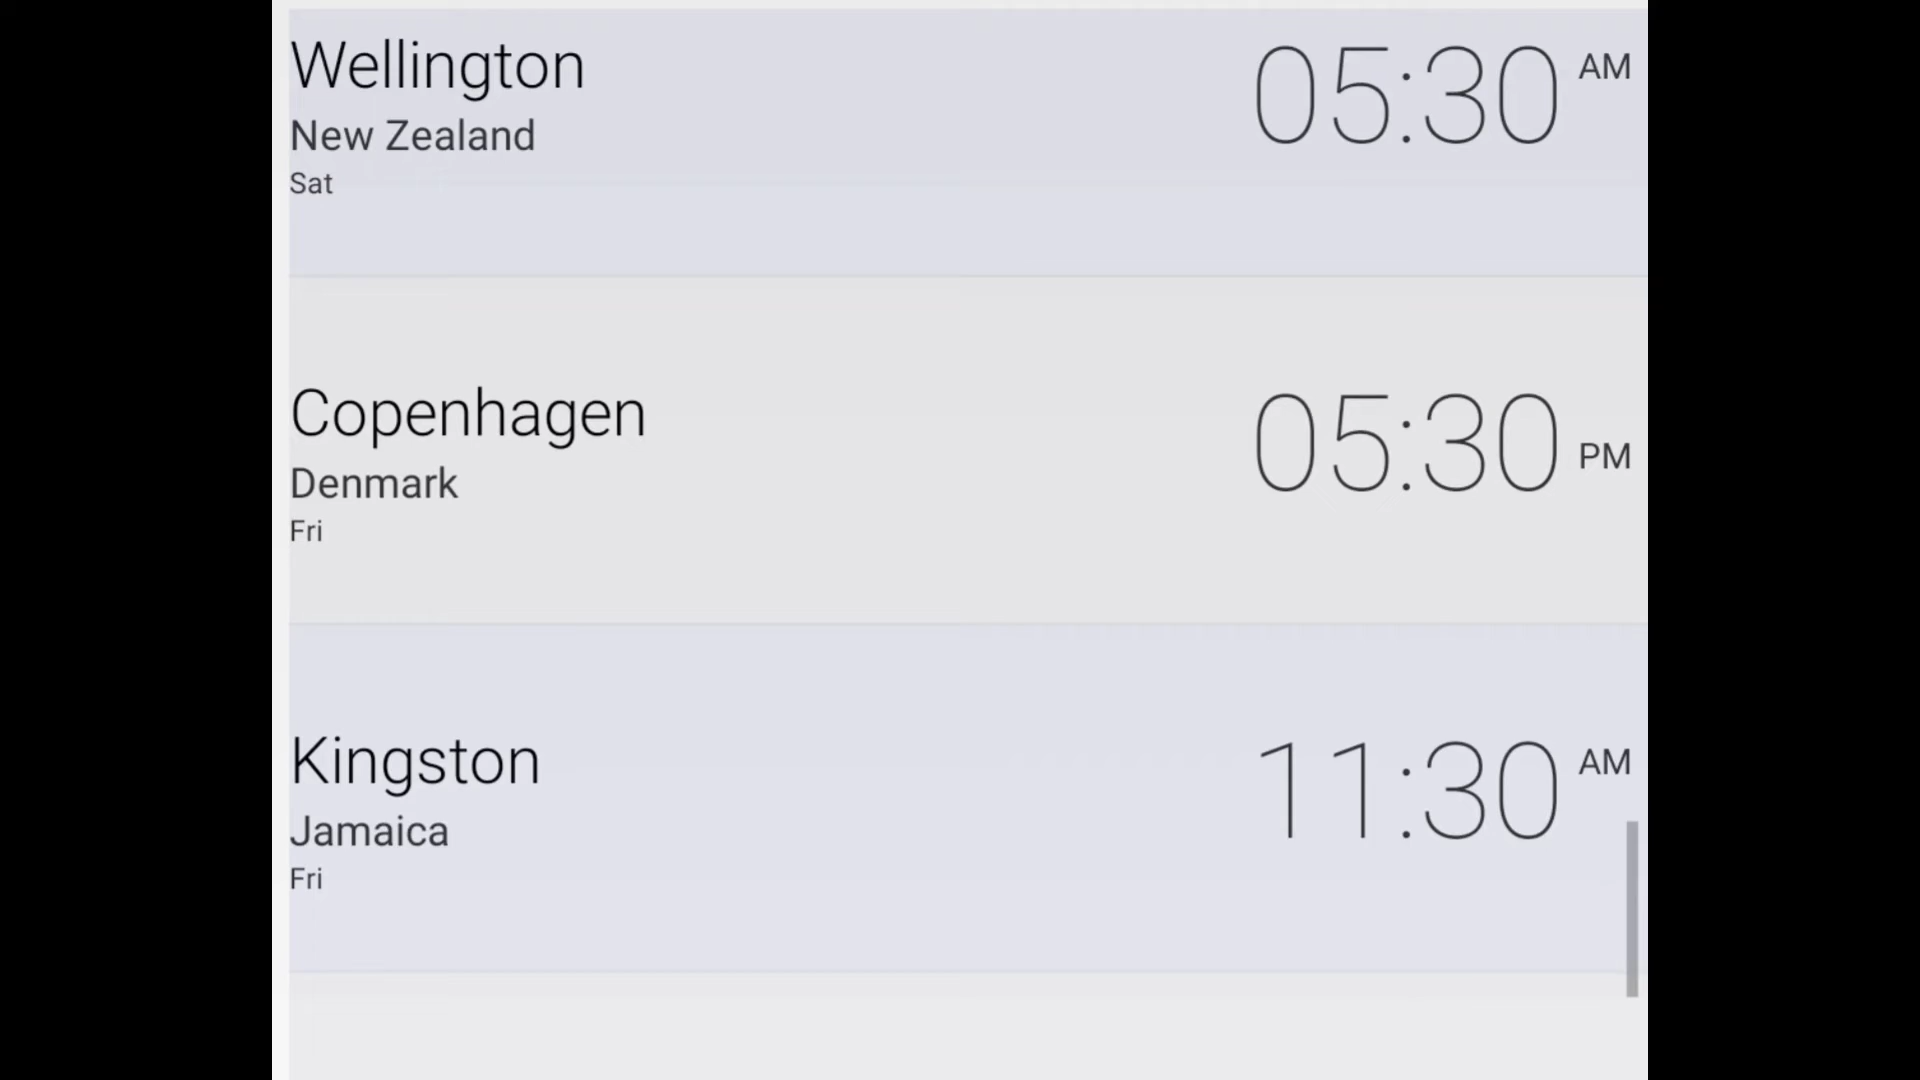 Wellington
05:30 AM
New Zealand
Sat
Copenhagen
05:30 PM
Denmark
Fri
Kingston
11:30 AM
Jamaica
Fri